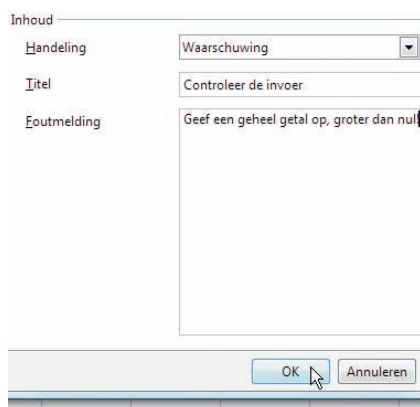 Inhoud
Handeling Waarschuwing
Titel Controleer de invoer
Foutmelding Geef een geheel getal op, groter dan nul!
OK Annuleren